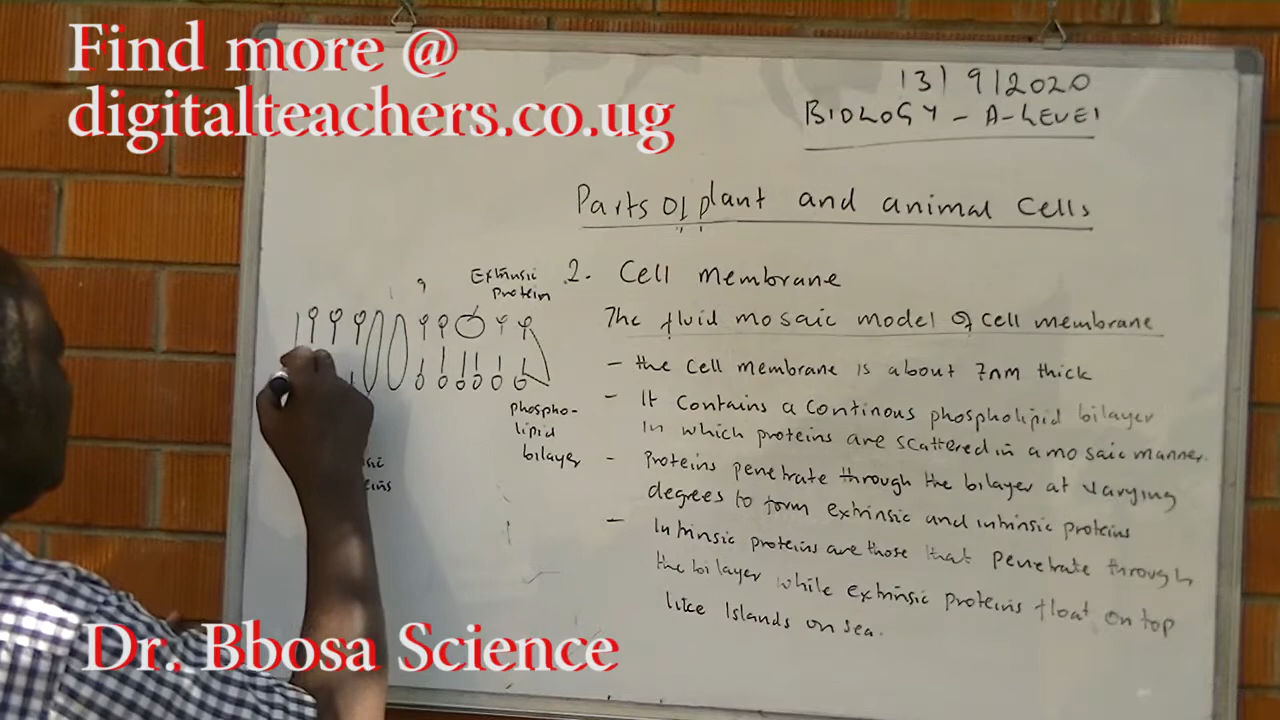 Find more @
digitalteachers.co.ug
13/9/2020
BIOLOGY - A-LEVEL
Parts of plant and animal cells
2. Cell membrane
The fluid mosaic model of cell membrane
- the cell membrane is about 7nm thick
- It contains a continous phospholipid bilayer
in which proteins are scattered in a mosaic manner.
- Proteins penetrate through the bilayer at varying
degrees to form extrinsic and intrinsic proteins
- Intrinsic proteins are those that penetrate through
the bilayer while extrinsic proteins float on top
like Islands on sea.
Extrinsic
protein
phospho-
lipid
bilayer
Dr. Bbosa Science